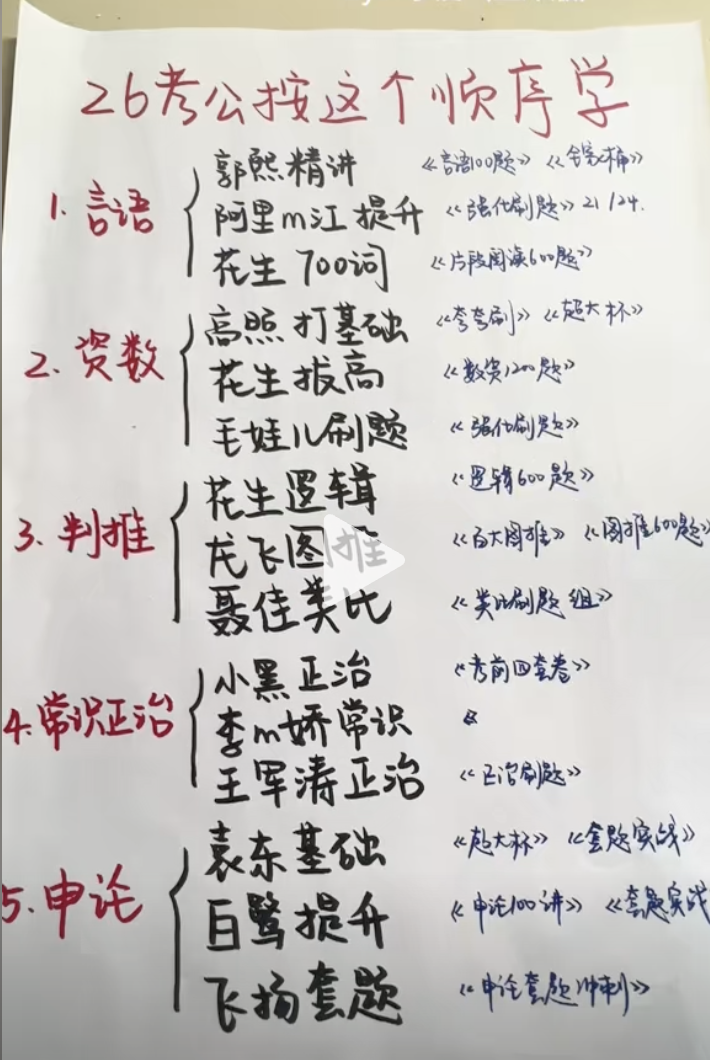 26考公按这个顺序学
1. 言语
郭熙精讲 《言语100题》 《全家桶》
阿里m江提升 《强化刷题》21/24.
花生700词 《片段阅读600题》
2. 资数
高照打基础 《夸夸刷》 《超大杯》
花生拔高 《数资1200题》
毛娃儿刷题 《强化刷题》
3. 判推
花生逻辑 《逻辑600题》
龙飞图推 《百大图推》 《图推600题》
聂佳类比 《类比刷题组》
4. 常识正治
小黑正治 《考前四套卷》
李m娇常识
王军涛正治 《正治刷题》
5. 申论
袁东基础 《超大杯》 《套题实战》
白鹭提升 《申论100讲》 《套题实战
飞扬套题 《申论套题冲刺》